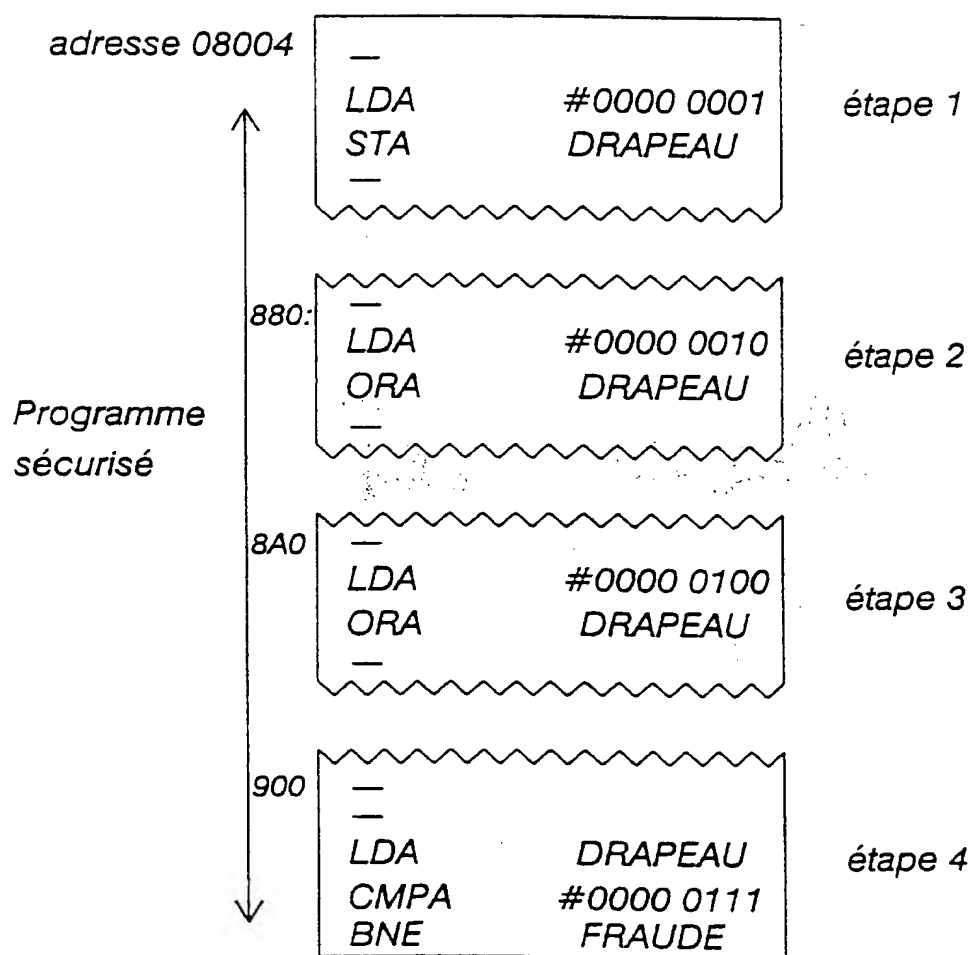 adresse 08004
—
LDA #0000 0001 étape 1
STA DRAPEAU
—
880:
—
LDA #0000 0010 étape 2
ORA DRAPEAU
—
Programme
sécurisé
8A0
—
LDA #0000 0100 étape 3
ORA DRAPEAU
—
900
—
—
LDA DRAPEAU étape 4
CMPA #0000 0111
BNE FRAUDE